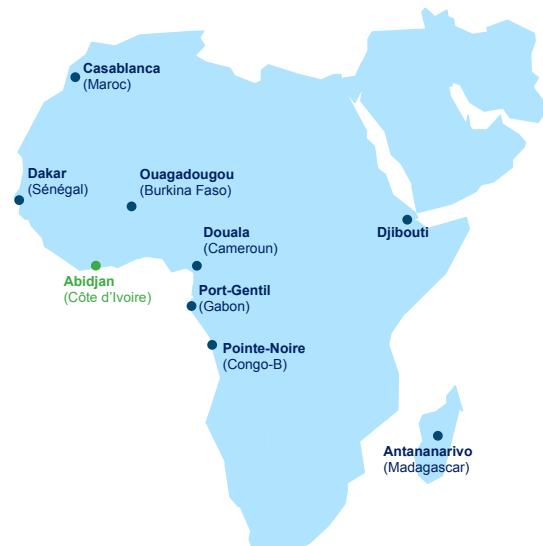 Casablanca
(Maroc)
Dakar
(Sénégal)
Ouagadougou
(Burkina Faso)
Douala
(Cameroun)
Djibouti
Abidjan
(Côte d'Ivoire)
Port-Gentil
(Gabon)
Pointe-Noire
(Congo-B)
Antananarivo
(Madagascar)